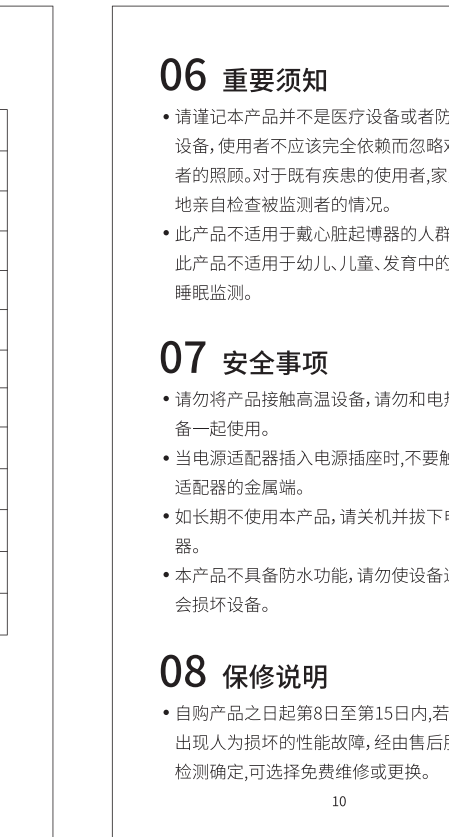 06 重要须知
• 请谨记本产品并不是医疗设备或者防
设备，使用者不应该完全依赖而忽略
者的照顾。对于既有疾患的使用者，家
地亲自检查被监测者的情况。
• 此产品不适用于戴心脏起博器的人群
此产品不适用于幼儿、儿童、发育中的
睡眠监测。
07 安全事项
• 请勿将产品接触高温设备，请勿和电
备一起使用。
• 当电源适配器插入电源插座时,不要
适配器的金属端。
• 如长期不使用本产品，请关机并拔下
器。
• 本产品不具备防水功能，请勿使设备
会损坏设备。
08 保修说明
• 自购产品之日起第8日至第15日内,若
出现人为损坏的性能故障，经由售后
检测确定,可选择免费维修或更换。
10